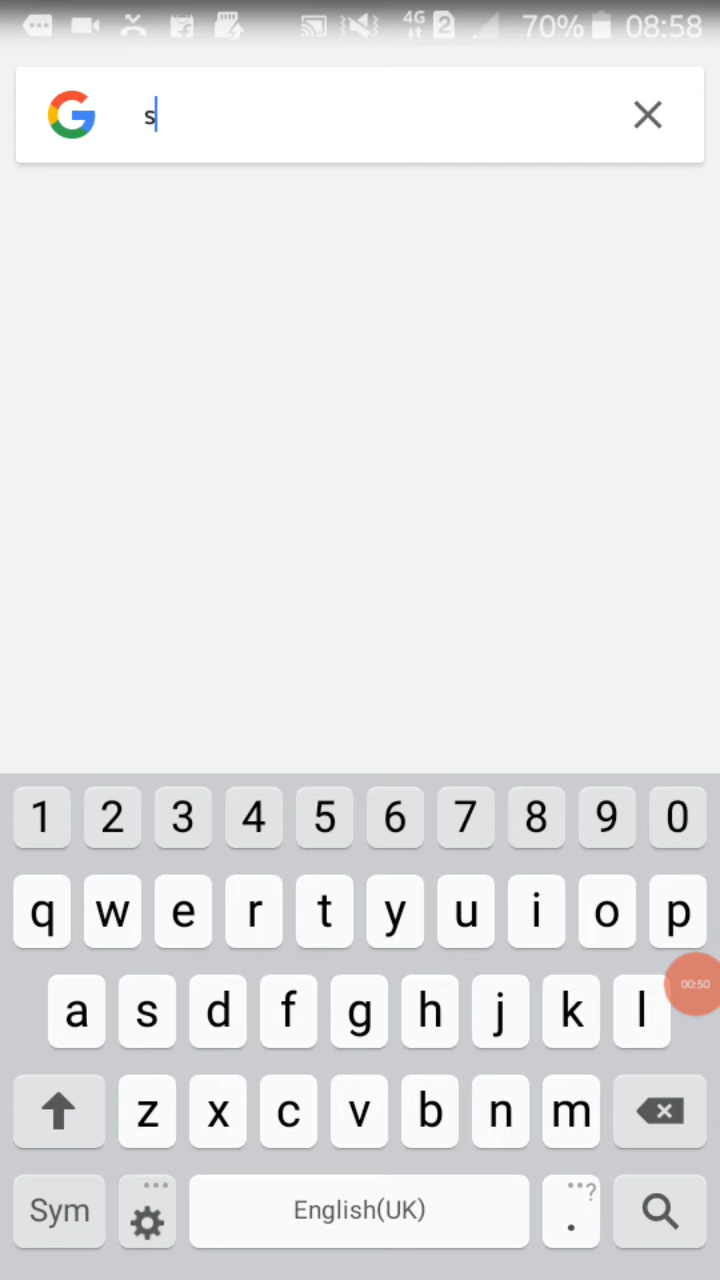 4G 2 70% 08:58
s
1 2 3 4 5 6 7 8 9 0
q w e r t y u i o p
a s d f g h j k l
00:50
z x c v b n m
Sym English(UK) . ?